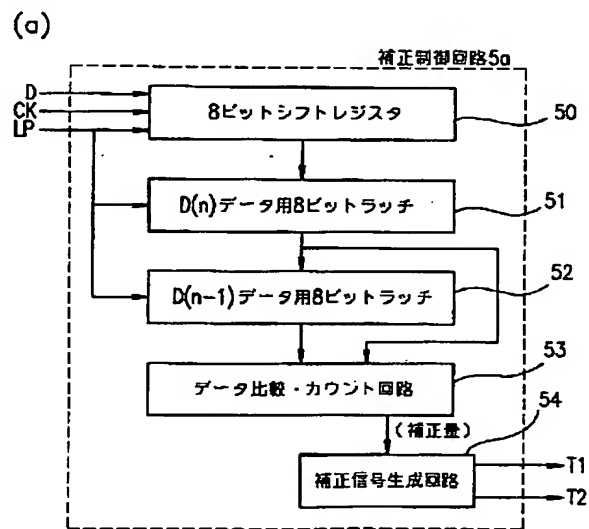 (a)
補正制御回路5a
D
CK
LP
8ビットシフトレジスタ
50
D(n)データ用8ビットラッチ
51
D(n-1)データ用8ビットラッチ
52
データ比較・カウント回路
53
(補正量)
54
補正信号生成回路
T1
T2